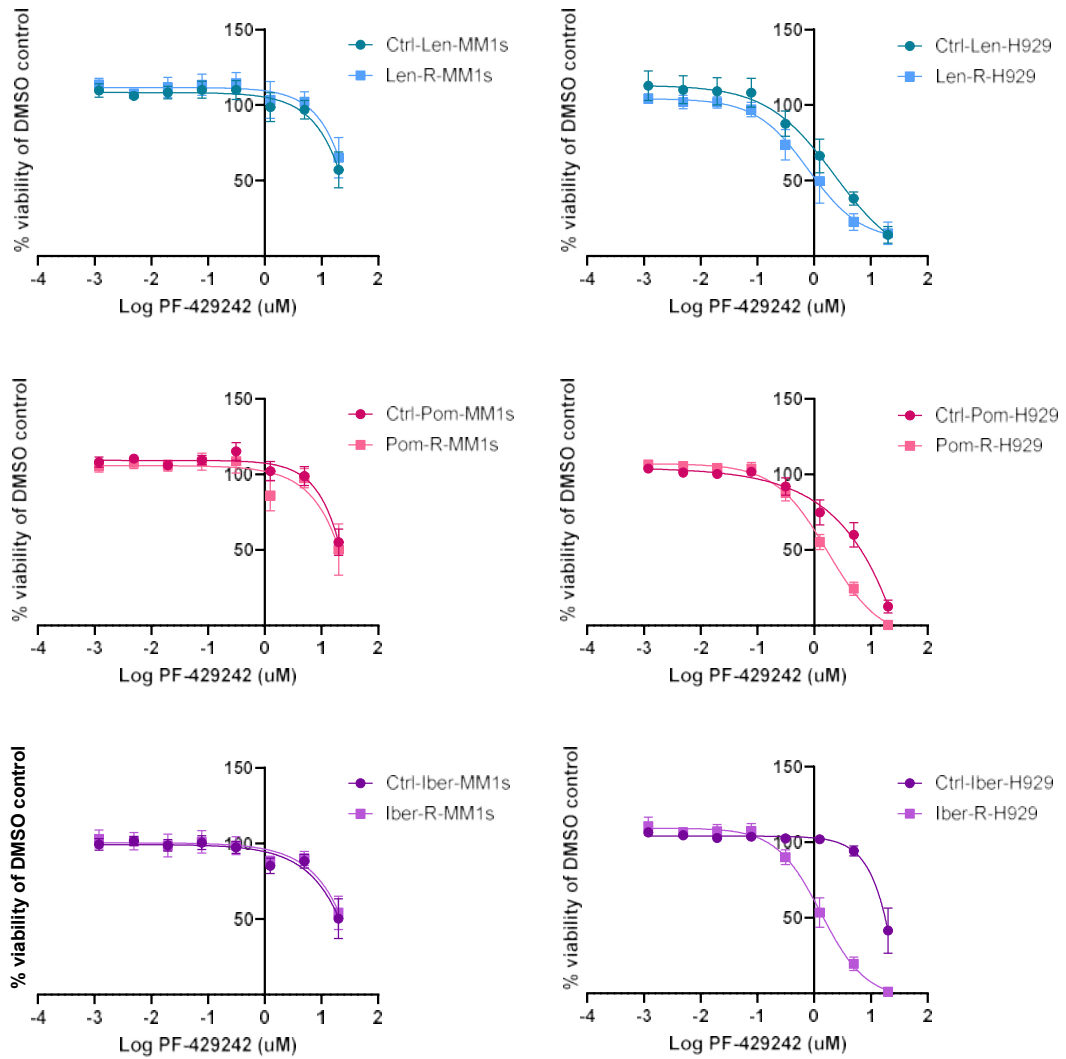 % viability of DMSO control
150
100
50
-4 -3 -2 -1 0 1 2
Log PF-429242 (uM)
Ctrl-Len-MM1s
Len-R-MM1s
% viability of DMSO control
150
100
50
-4 -3 -2 -1 0 1 2
Log PF-429242 (uM)
Ctrl-Len-H929
Len-R-H929
% viability of DMSO control
150
100
50
-4 -3 -2 -1 0 1 2
Log PF-429242 (uM)
Ctrl-Pom-MM1s
Pom-R-MM1s
% viability of DMSO control
150
100
50
-4 -3 -2 -1 0 1 2
Log PF-429242 (uM)
Ctrl-Pom-H929
Pom-R-H929
% viability of DMSO control
150
100
50
-4 -3 -2 -1 0 1 2
Log PF-429242 (uM)
Ctrl-Iber-MM1s
Iber-R-MM1s
% viability of DMSO control
150
100
50
-4 -3 -2 -1 0 1 2
Log PF-429242 (uM)
Ctrl-Iber-H929
Iber-R-H929